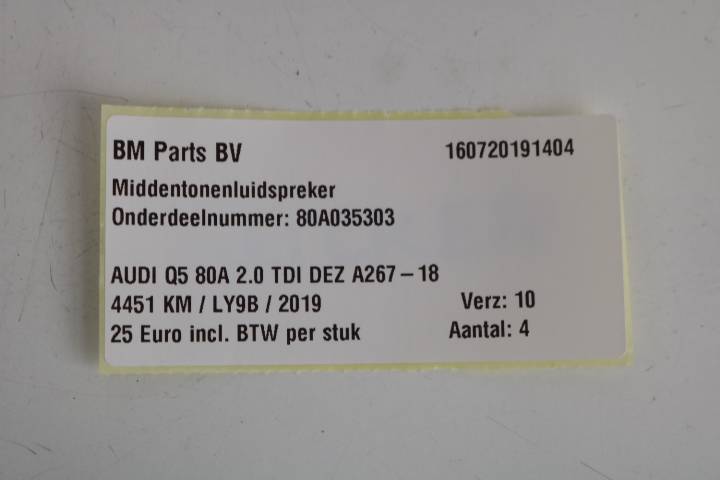 BM Parts BV 160720191404
Middentonenluidspreker
Onderdeelnummer: 80A035303
AUDI Q5 80A 2.0 TDI DEZ A267-18
4451 KM / LY9B / 2019 Verz: 10
25 Euro incl. BTW per stuk Aantal: 4